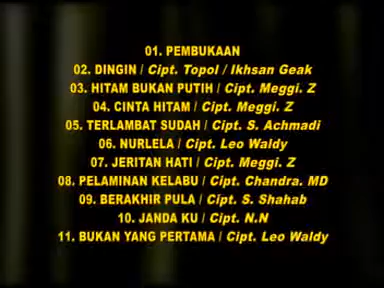 01. PEMBUKAAN
02. DINGIN / Cipt. Topol / Ikhsan Geak
03. HITAM BUKAN PUTIH / Cipt. Meggi. Z
04. CINTA HITAM / Cipt. Meggi. Z
05. TERLAMBAT SUDAH / Cipt. S. Achmadi
06. NURLELA / Cipt. Leo Waldy
07. JERITAN HATI / Cipt. Meggi. Z
08. PELAMINAN KELABU / Cipt. Chandra. MD
09. BERAKHIR PULA / Cipt. S. Shahab
10. JANDA KU / Cipt. N.N
11. BUKAN YANG PERTAMA / Cipt. Leo Waldy